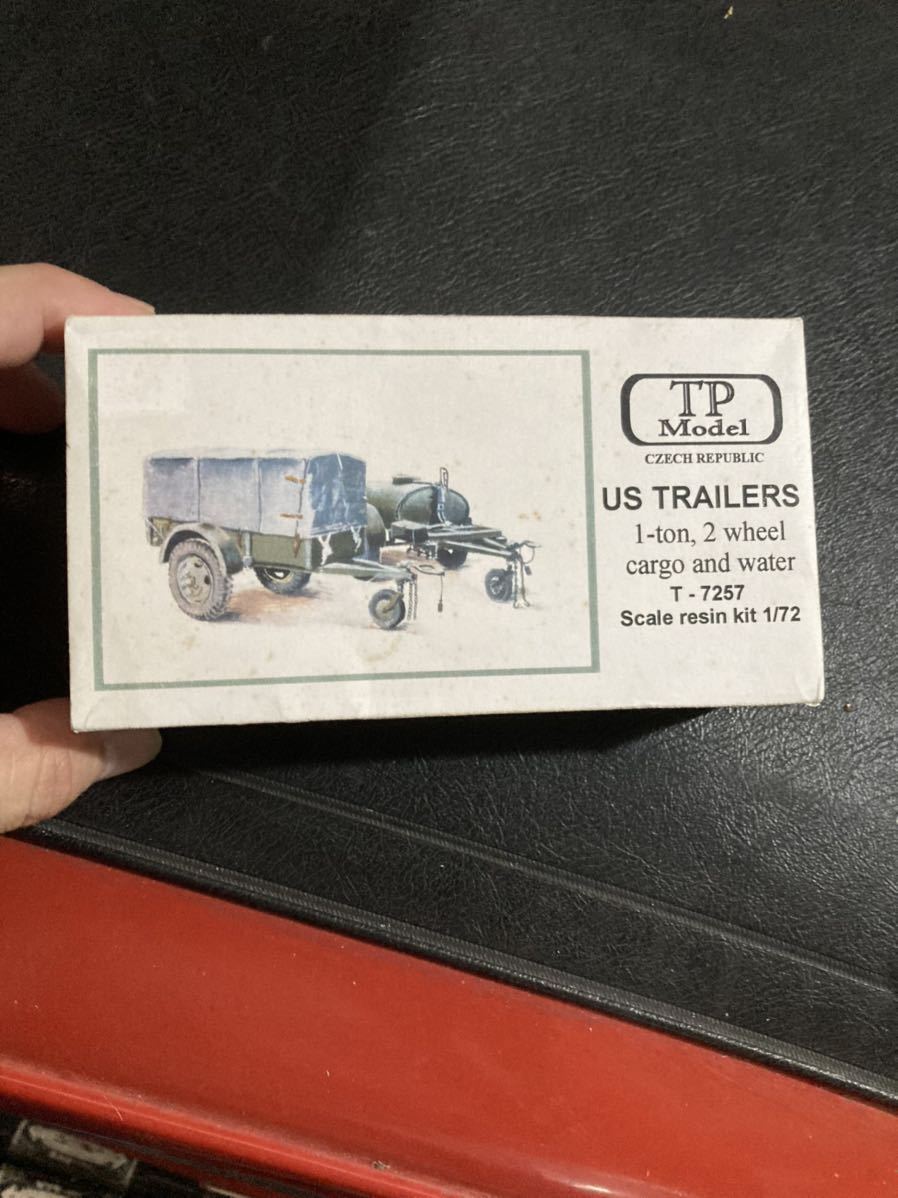 TP
Model
CZECH REPUBLIC
US TRAILERS
1-ton, 2 wheel
cargo and water
T - 7257
Scale resin kit 1/72